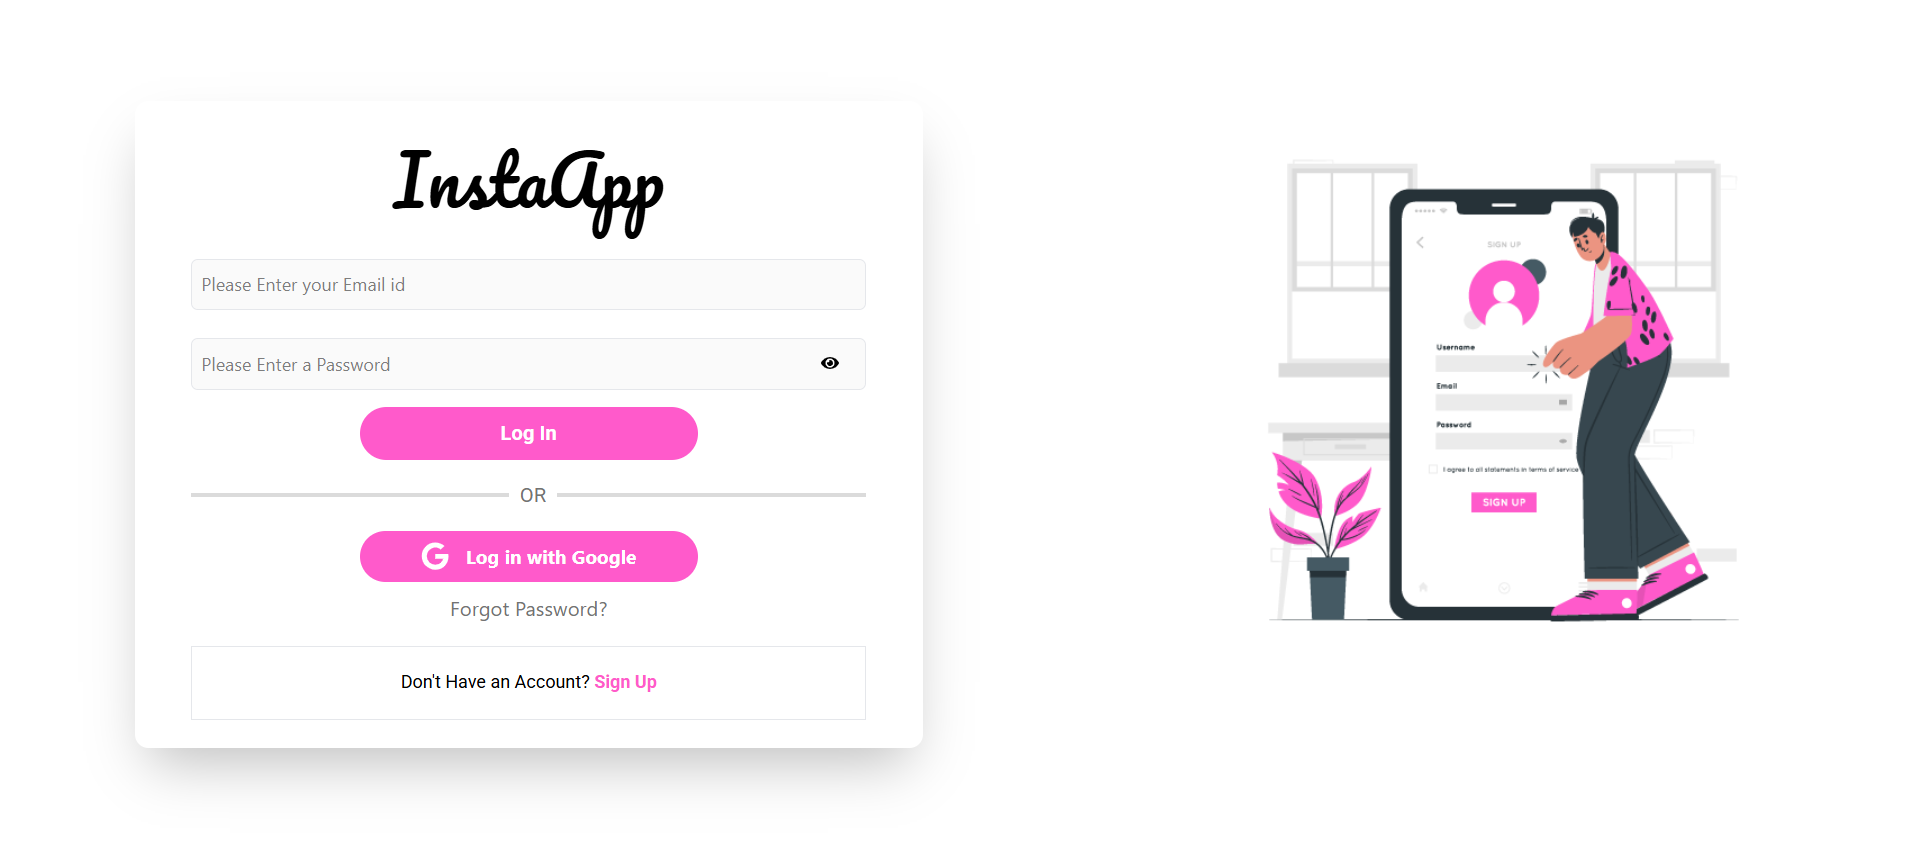 InstaApp
Please Enter your Email id
Please Enter a Password
Log In
OR
Log in with Google
Forgot Password?
Don't Have an Account? Sign Up
SIGN UP
Username
Email
Password
I agree to all statements in terms of service
SIGN UP